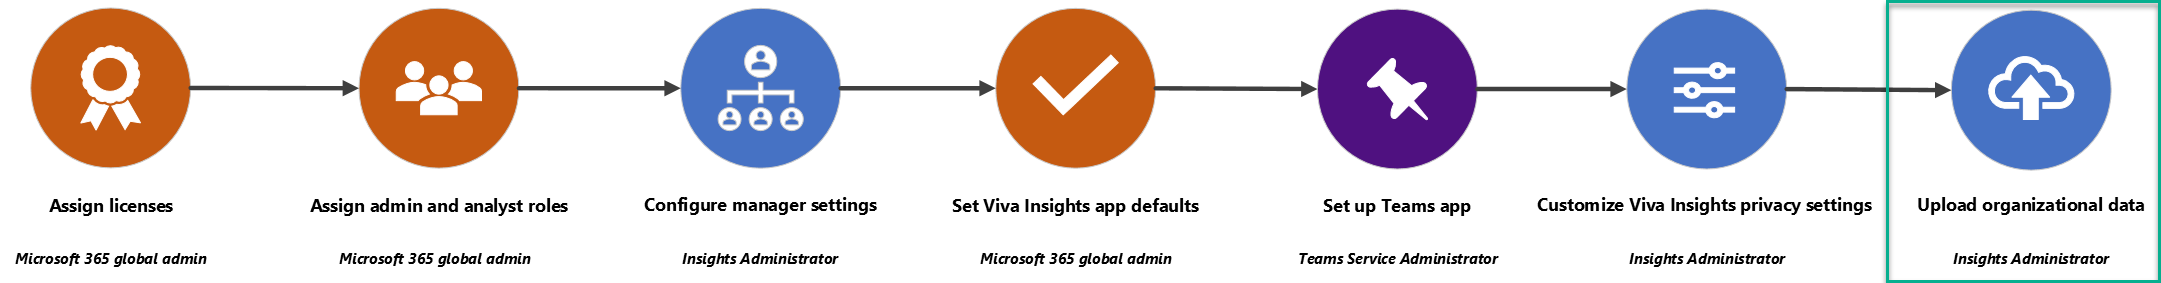 Assign licenses
Microsoft 365 global admin
Assign admin and analyst roles
Microsoft 365 global admin
Configure manager settings
Insights Administrator
Set Viva Insights app defaults
Microsoft 365 global admin
Set up Teams app
Teams Service Administrator
Customize Viva Insights privacy settings
Insights Administrator
Upload organizational data
Insights Administrator